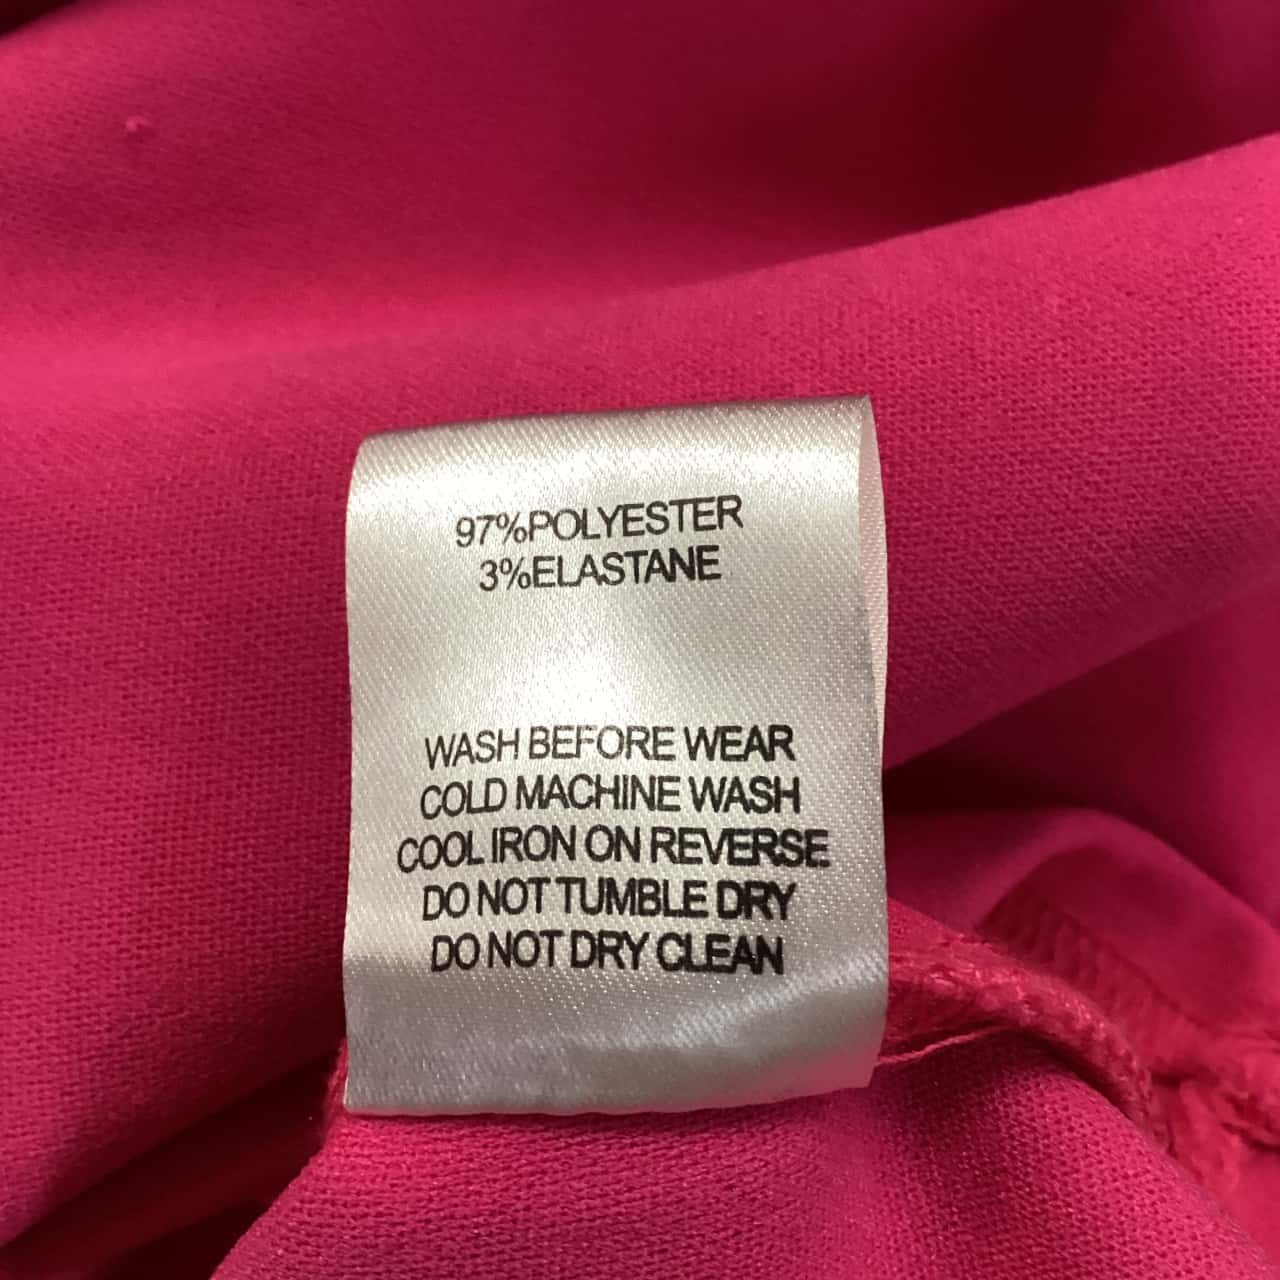 97%POLYESTER
3%ELASTANE
WASH BEFORE WEAR
COLD MACHINE WASH
COOL IRON ON REVERSE
DO NOT TUMBLE DRY
DO NOT DRY CLEAN